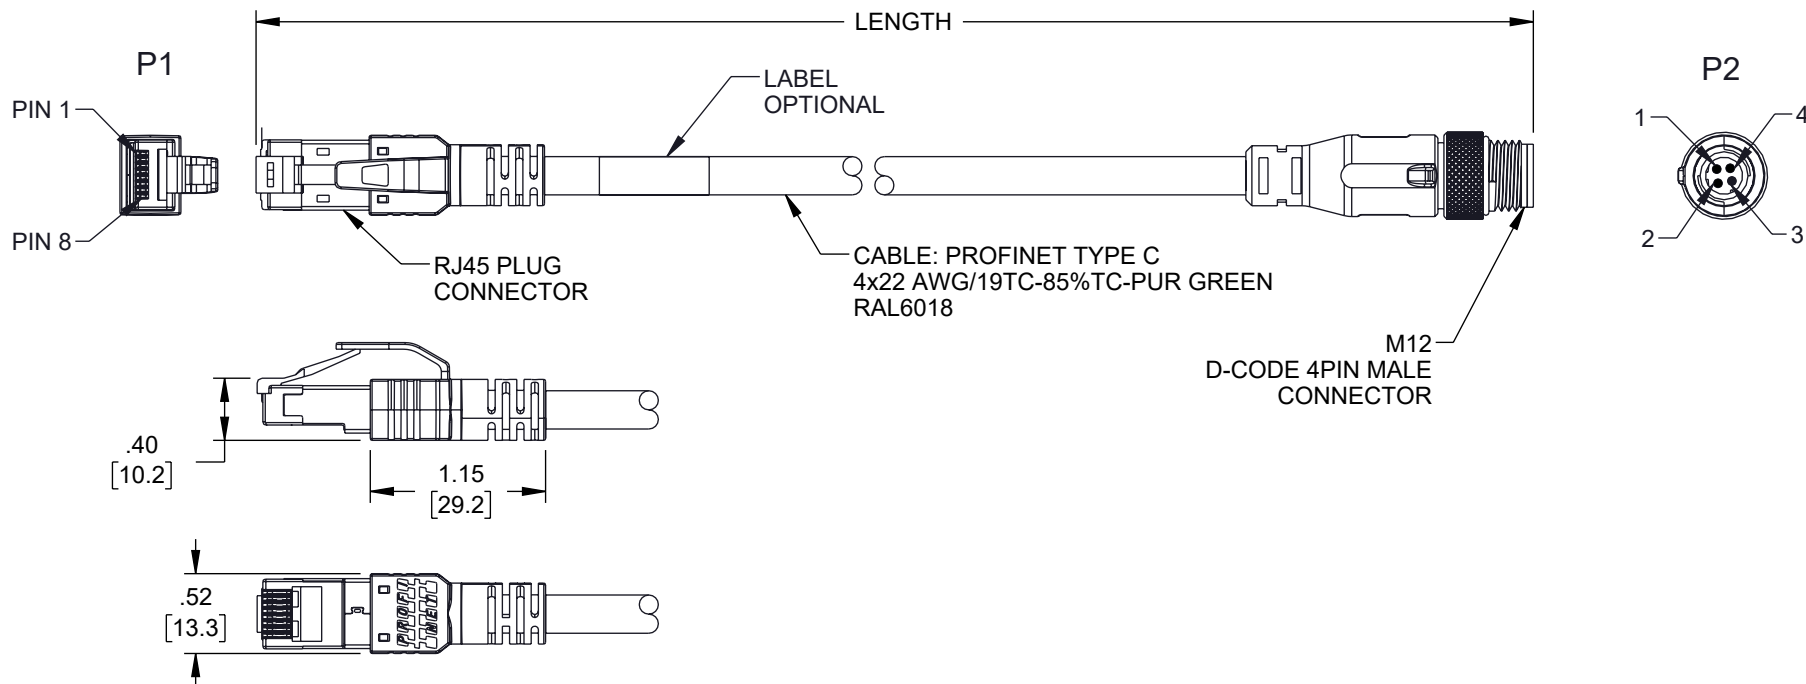 LENGTH
P1
P2
LABEL
OPTIONAL
PIN 1
1
4
PIN 8
2
3
RJ45 PLUG
CONNECTOR
CABLE: PROFINET TYPE C
4x22 AWG/19TC-85%TC-PUR GREEN
RAL6018
M12
D-CODE 4PIN MALE
CONNECTOR
.40
[10.2]
1.15
[29.2]
.52
[13.3]
PROFI
NET